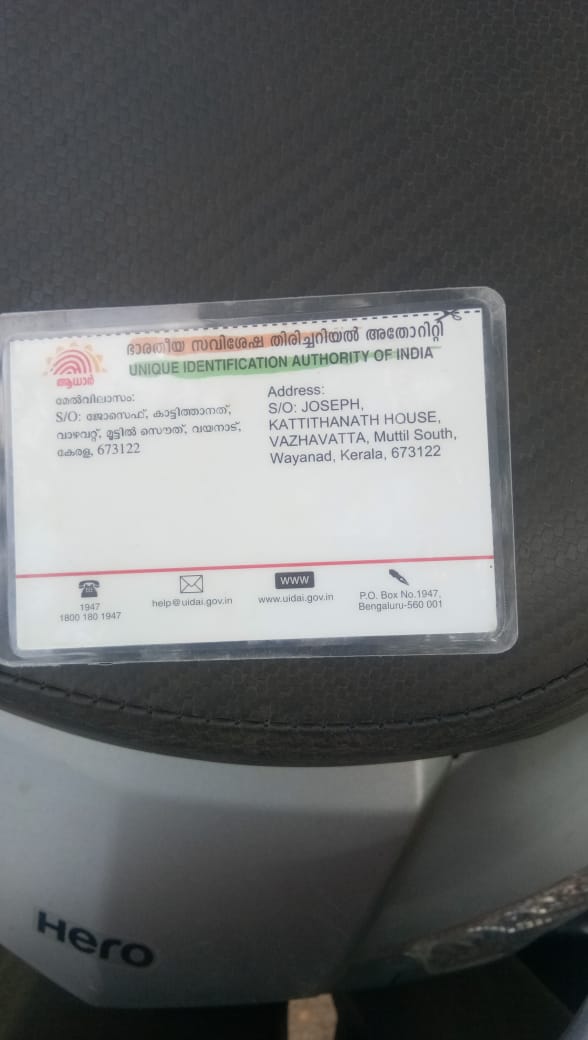 ഭാരതീയ സവിശേഷ തിരിച്ചറിയൽ അതോറിറ്റി
UNIQUE IDENTIFICATION AUTHORITY OF INDIA
ആധാർ
മേൽവിലാസം:
S/O: ജോസെഫ്, കാട്ടിത്താനത്,
വാഴവറ്റ്, മൂട്ടിൽ സൌത്, വയനാട്,
കേരള, 673122
Address:
S/O: JOSEPH,
KATTITHANATH HOUSE,
VAZHAVATTA, Muttil South,
Wayanad, Kerala, 673122
1947
1800 180 1947
help@uidai.gov.in
www
www.uidai.gov.in
P.O. Box No.1947,
Bengaluru-560 001
Hero